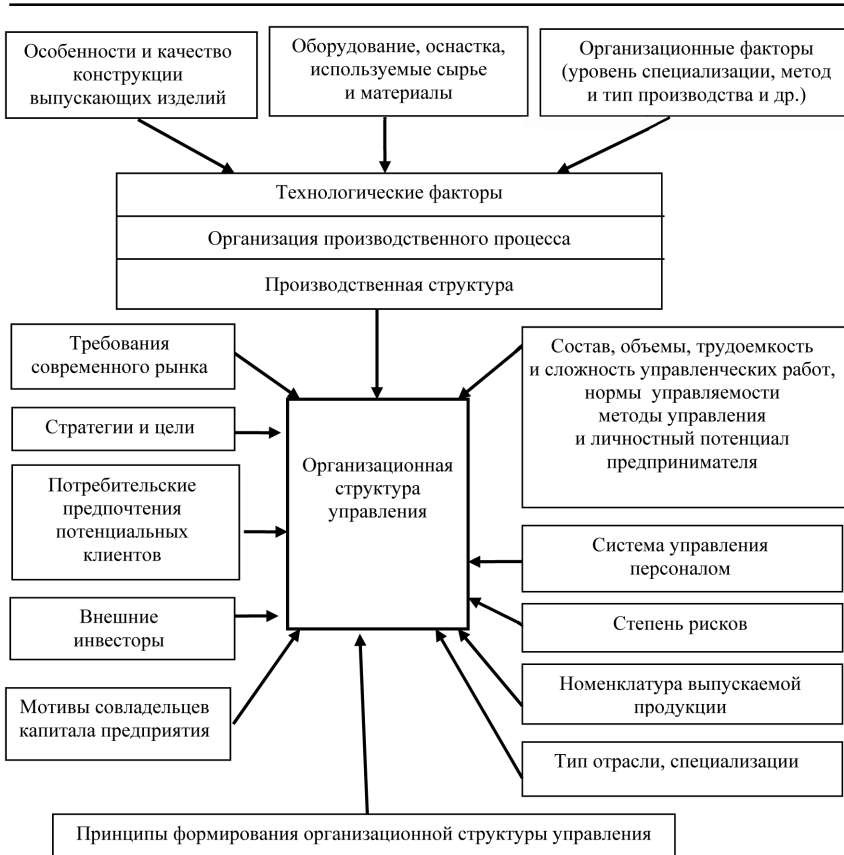 Особенности и качество
конструкции
выпускающих изделий
Оборудование, оснастка,
используемые сырье
и материалы
Организационные факторы
(уровень специализации, метод
и тип производства и др.)
Технологические факторы
Организация производственного процесса
Производственная структура
Требования
современного рынка
Стратегии и цели
Потребительские
предпочтения
потенциальных
клиентов
Внешние
инвесторы
Мотивы совладельцев
капитала предприятия
Организационная
структура
управления
Состав, объемы, трудоемкость
и сложность управленческих работ,
нормы управляемости
методы управления
и личностный потенциал
предпринимателя
Система управления
персоналом
Степень рисков
Номенклатура выпускаемой
продукции
Тип отрасли, специализации
Принципы формирования организационной структуры управления